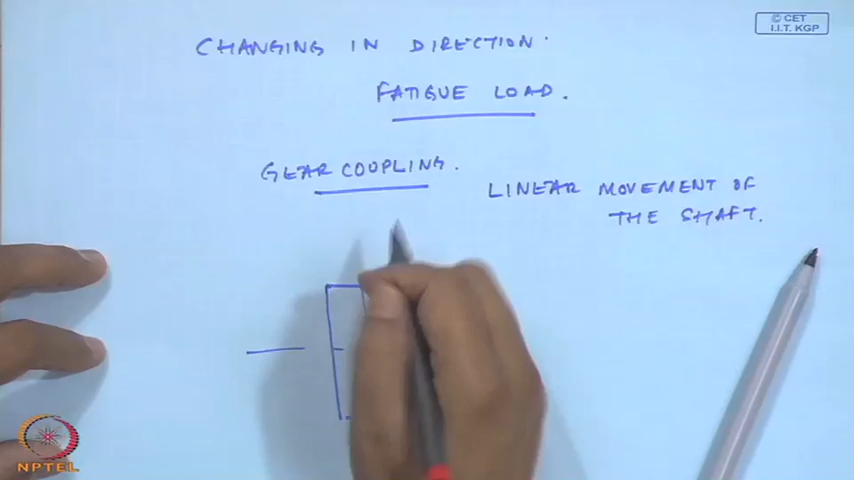 © CET
I.I.T. KGP
CHANGING IN DIRECTION.
FATIGUE LOAD.
GEAR COUPLING.
LINEAR MOVEMENT OF
THE SHAFT.
NPTEL